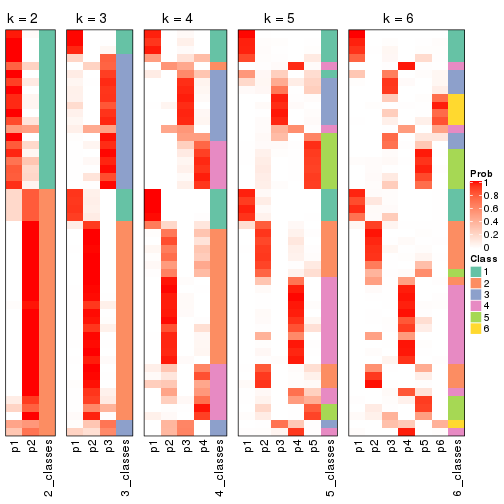 k = 2
k = 3
k = 4
k = 5
k = 6
Prob
1
0.8
0.6
0.4
0.2
0
Class
1
2
3
4
5
6
p1
p2
2_classes
p1
p2
p3
3_classes
p1
p2
p3
p4
4_classes
p1
p2
p3
p4
p5
5_classes
p1
p2
p3
p4
p5
p6
6_classes